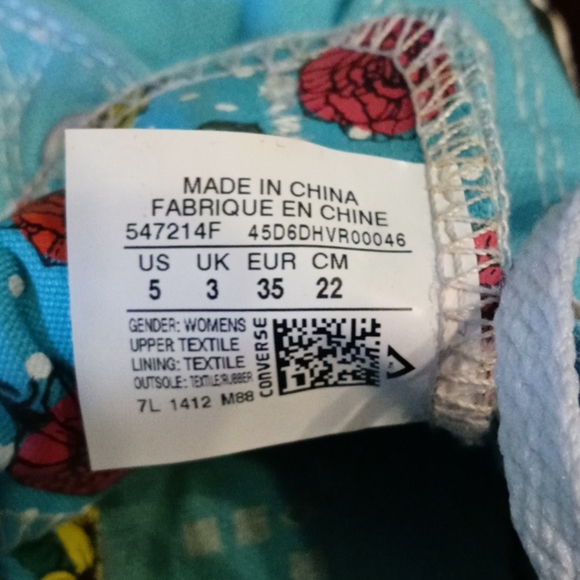 MADE IN CHINA
FABRIQUE EN CHINE
547214F 45D6DHVR00046
US UK EUR CM
5 3 35 22
GENDER: WOMENS
UPPER TEXTILE
LINING: TEXTILE
OUTSOLE: TEXTILE/RUBBER
7L 1412 M88
CONVERSE